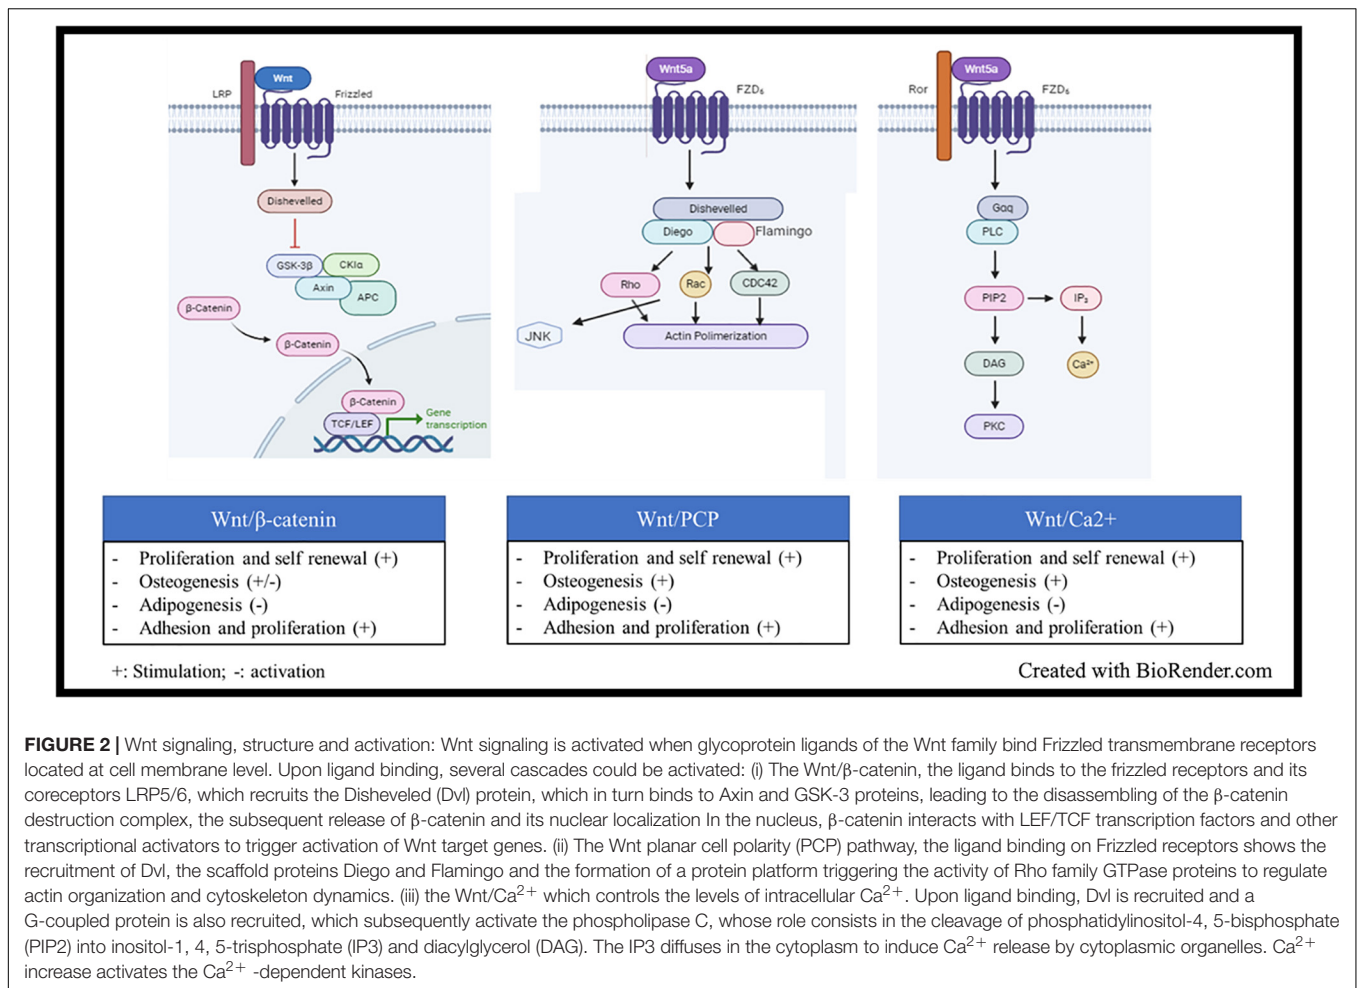 Wnt
LRP
Frizzled
Dishevelled
GSK-3β
CKlα
Axin
APC
β-Catenin
β-Catenin
β-Catenin
TCF/LEF
Gene
transcription
Wnt5a
FZD₆
Dishevelled
Diego
Flamingo
Rho
Rac
CDC42
JNK
Actin Polimerization
Wnt5a
Ror
FZD₆
Gαq
PLC
PIP2
IP₃
DAG
Ca²⁺
PKC
Wnt/β-catenin
- Proliferation and self renewal (+)
- Osteogenesis (+/-)
- Adipogenesis (-)
- Adhesion and proliferation (+)
Wnt/PCP
- Proliferation and self renewal (+)
- Osteogenesis (+)
- Adipogenesis (-)
- Adhesion and proliferation (+)
Wnt/Ca2+
- Proliferation and self renewal (+)
- Osteogenesis (+)
- Adipogenesis (-)
- Adhesion and proliferation (+)
+: Stimulation; -: activation
Created with BioRender.com
FIGURE 2 | Wnt signaling, structure and activation: Wnt signaling is activated when glycoprotein ligands of the Wnt family bind Frizzled transmembrane receptors
located at cell membrane level. Upon ligand binding, several cascades could be activated: (i) The Wnt/β-catenin, the ligand binds to the frizzled receptors and its
coreceptors LRP5/6, which recruits the Disheveled (Dvl) protein, which in turn binds to Axin and GSK-3 proteins, leading to the disassembling of the β-catenin
destruction complex, the subsequent release of β-catenin and its nuclear localization In the nucleus, β-catenin interacts with LEF/TCF transcription factors and other
transcriptional activators to trigger activation of Wnt target genes. (ii) The Wnt planar cell polarity (PCP) pathway, the ligand binding on Frizzled receptors shows the
recruitment of Dvl, the scaffold proteins Diego and Flamingo and the formation of a protein platform triggering the activity of Rho family GTPase proteins to regulate
actin organization and cytoskeleton dynamics. (iii) the Wnt/Ca²⁺ which controls the levels of intracellular Ca²⁺. Upon ligand binding, Dvl is recruited and a
G-coupled protein is also recruited, which subsequently activate the phospholipase C, whose role consists in the cleavage of phosphatidylinositol-4, 5-bisphosphate
(PIP2) into inositol-1, 4, 5-trisphosphate (IP3) and diacylglycerol (DAG). The IP3 diffuses in the cytoplasm to induce Ca²⁺ release by cytoplasmic organelles. Ca²⁺
increase activates the Ca²⁺ -dependent kinases.